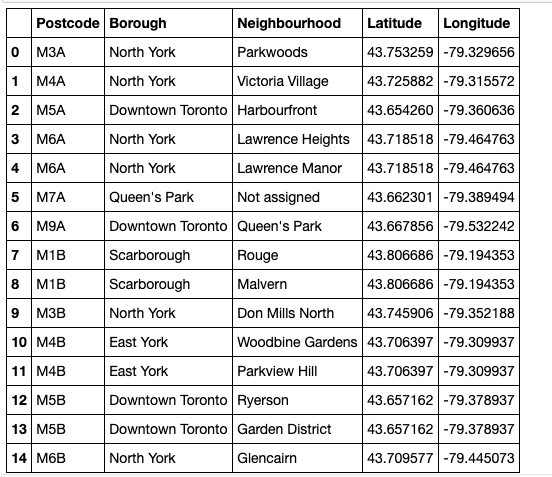 Postcode Borough Neighbourhood Latitude Longitude
0 M3A North York Parkwoods 43.753259 -79.329656
1 M4A North York Victoria Village 43.725882 -79.315572
2 M5A Downtown Toronto Harbourfront 43.654260 -79.360636
3 M6A North York Lawrence Heights 43.718518 -79.464763
4 M6A North York Lawrence Manor 43.718518 -79.464763
5 M7A Queen's Park Not assigned 43.662301 -79.389494
6 M9A Downtown Toronto Queen's Park 43.667856 -79.532242
7 M1B Scarborough Rouge 43.806686 -79.194353
8 M1B Scarborough Malvern 43.806686 -79.194353
9 M3B North York Don Mills North 43.745906 -79.352188
10 M4B East York Woodbine Gardens 43.706397 -79.309937
11 M4B East York Parkview Hill 43.706397 -79.309937
12 M5B Downtown Toronto Ryerson 43.657162 -79.378937
13 M5B Downtown Toronto Garden District 43.657162 -79.378937
14 M6B North York Glencairn 43.709577 -79.445073